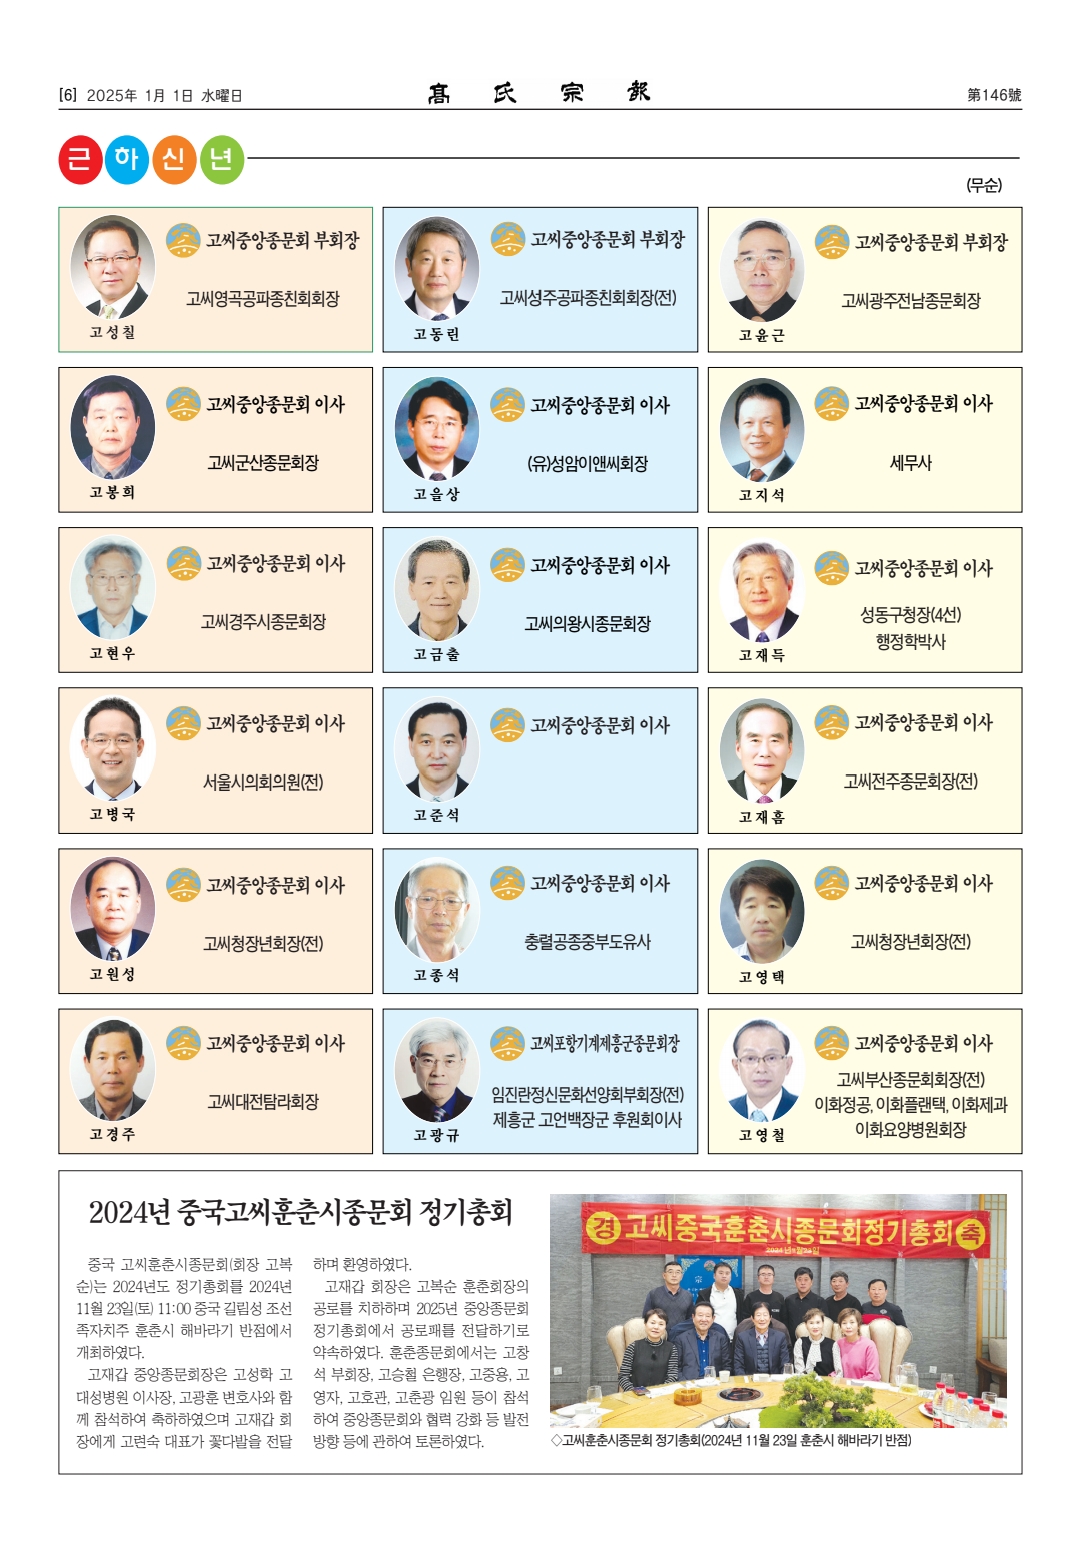 [6] 2025年 1月 1日 水曜日
髙氏宗報
第146號
근하신년
(무순)
고씨중앙종문회 부회장
고씨영곡공파종친회회장
고성칠
고씨중앙종문회 부회장
고씨성주공파종친회회장(전)
고동린
고씨중앙종문회 부회장
고씨광주전남종문회장
고윤근
고씨중앙종문회 이사
고씨군산종문회장
고봉희
고씨중앙종문회 이사
(유)성암이앤씨회장
고을상
고씨중앙종문회 이사
세무사
고지석
고씨중앙종문회 이사
고씨경주시종문회장
고현우
고씨중앙종문회 이사
고씨의왕시종문회장
고금출
고씨중앙종문회 이사
성동구청장(4선)
행정학박사
고재득
고씨중앙종문회 이사
서울시의회의원(전)
고병국
고씨중앙종문회 이사
고준석
고씨중앙종문회 이사
고씨전주종문회장(전)
고재흠
고씨중앙종문회 이사
고씨청장년회장(전)
고원성
고씨중앙종문회 이사
충렬공종중부도유사
고종석
고씨중앙종문회 이사
고씨청장년회장(전)
고영택
고씨중앙종문회 이사
고씨대전탐라회장
고경주
고씨포항기계제흥군종문회장
임진란정신문화선양회부회장(전)
제흥군 고언백장군 후원회이사
고광규
고씨중앙종문회 이사
고씨부산종문회회장(전)
이화정공, 이화플랜택, 이화제과
이화요양병원회장
고영철
2024년 중국고씨훈춘시종문회 정기총회
중국 고씨훈춘시종문회(회장 고복
순)는 2024년도 정기총회를 2024년
11월 23일(토) 11:00 중국 길림성 조선
족자치주 훈춘시 해바라기 반점에서
개최하였다.
고재갑 중앙종문회장은 고성학 고
대성병원 이사장, 고광훈 변호사와 함
께 참석하여 축하하였으며 고재갑 회
장에게 고련숙 대표가 꽃다발을 전달
하며 환영하였다.
고재갑 회장은 고복순 훈춘회장의
공로를 치하하며 2025년 중앙종문회
정기총회에서 공로패를 전달하기로
약속하였다. 훈춘종문회에서는 고창
석 부회장, 고승철 은행장, 고중용, 고
영자, 고호관, 고춘광 임원 등이 참석
하여 중앙종문회와 협력 강화 등 발전
방향 등에 관하여 토론하였다.
경 고씨중국훈춘시종문회정기총회 축
◇고씨훈춘시종문회 정기총회(2024년 11월 23일 훈춘시 해바라기 반점)